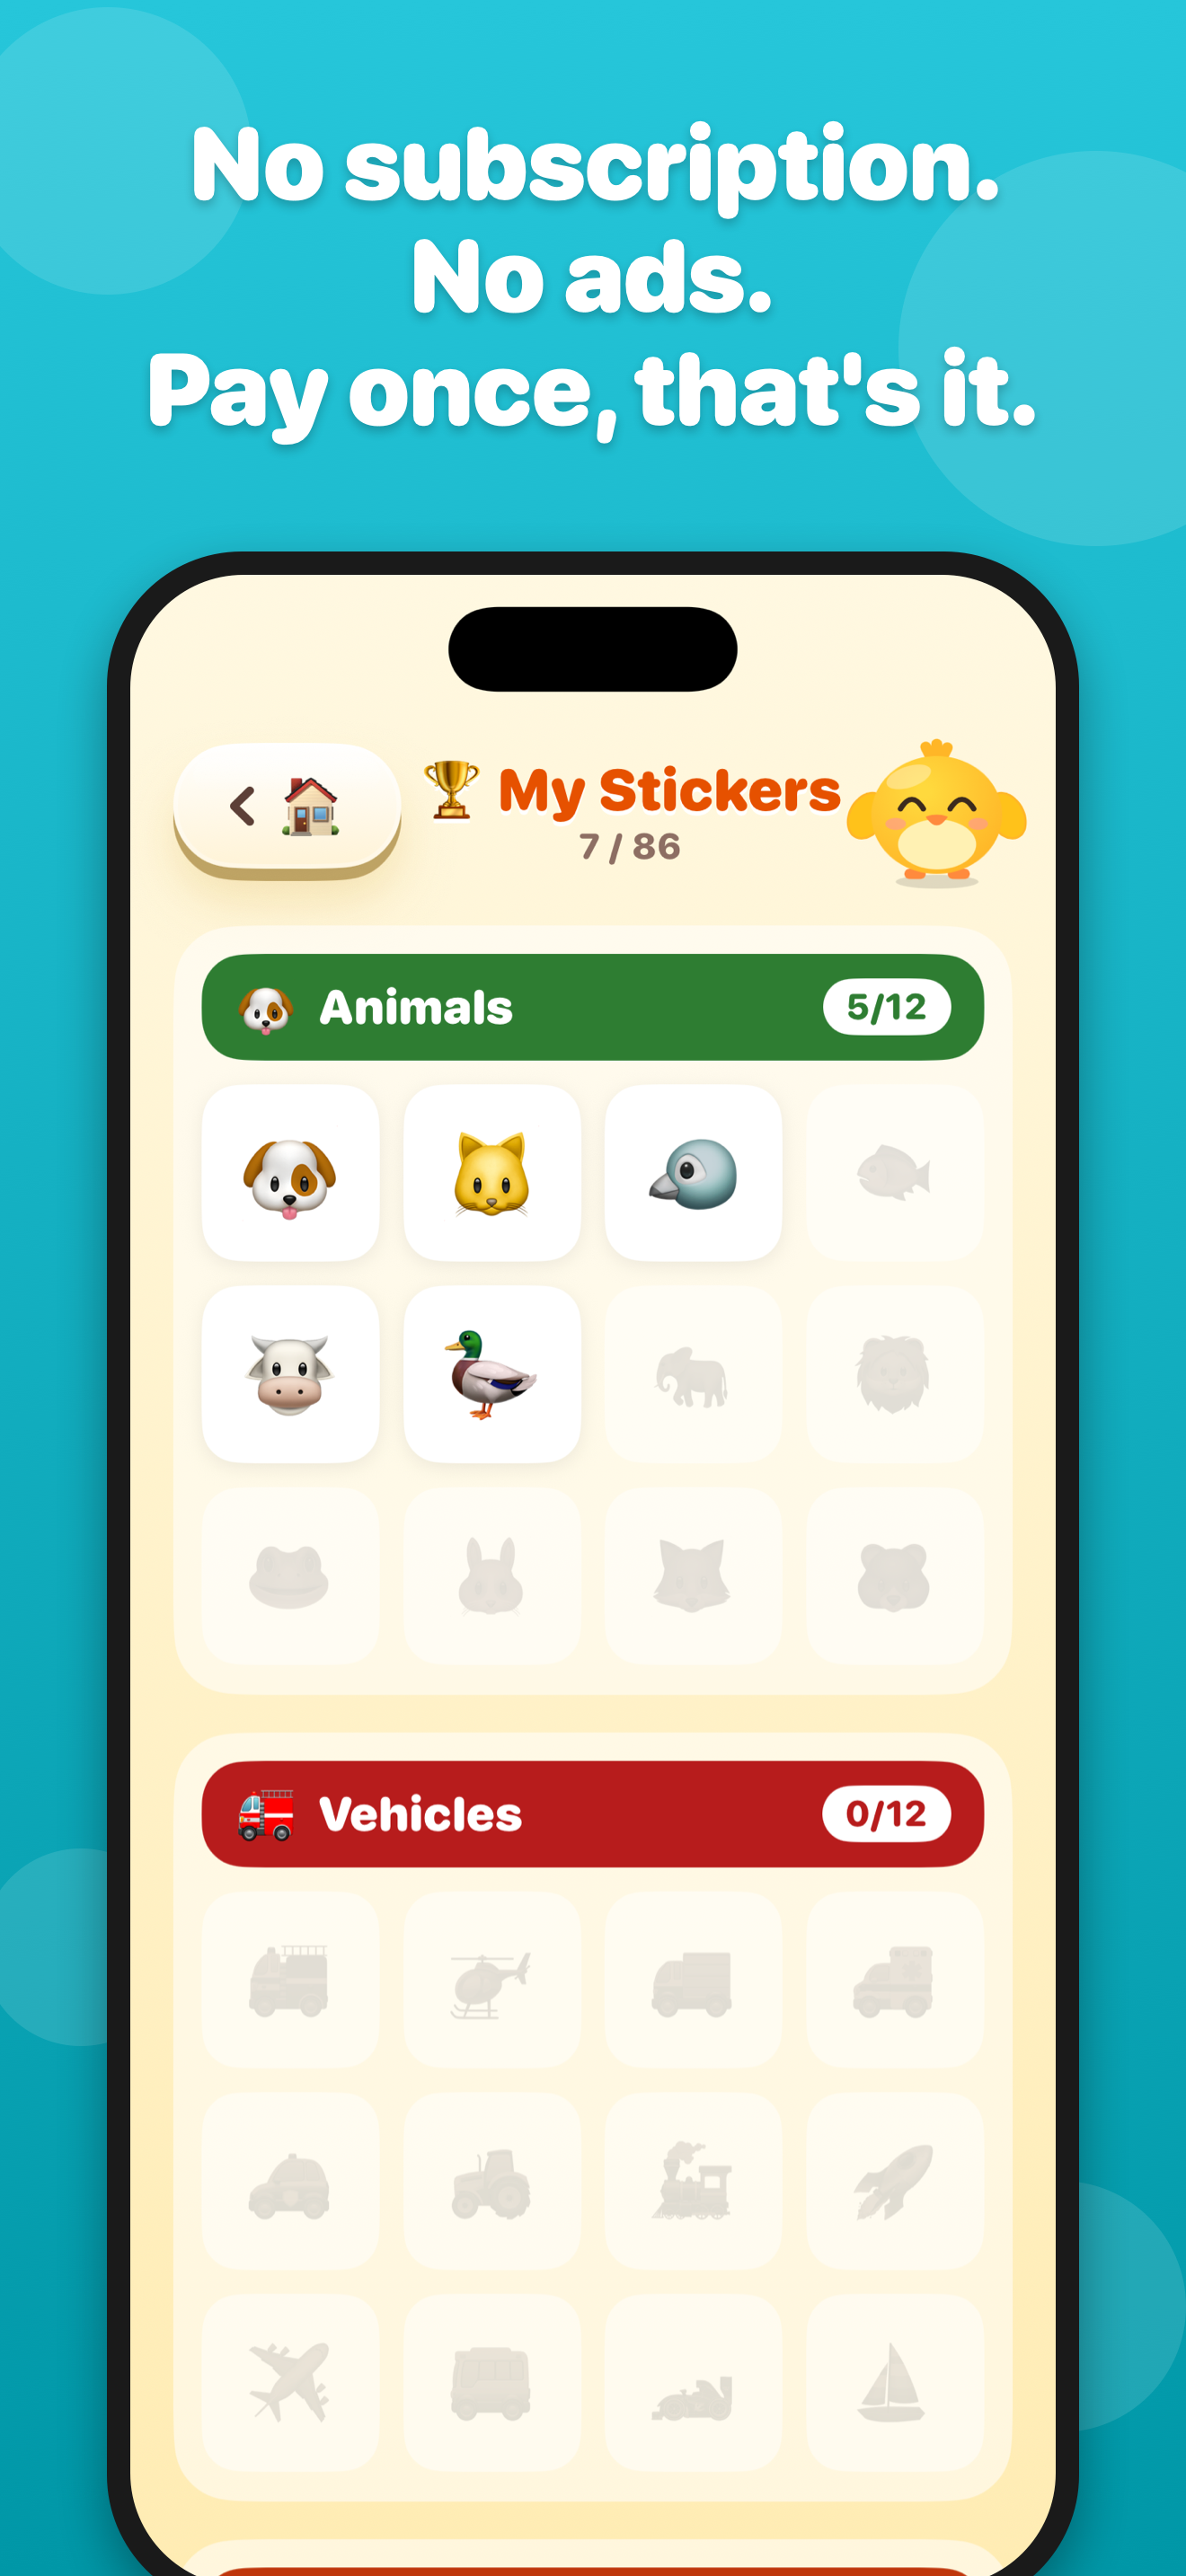 No subscription.
No ads.
Pay once, that's it.
My Stickers
7 / 86
Animals
5/12
Vehicles
0/12